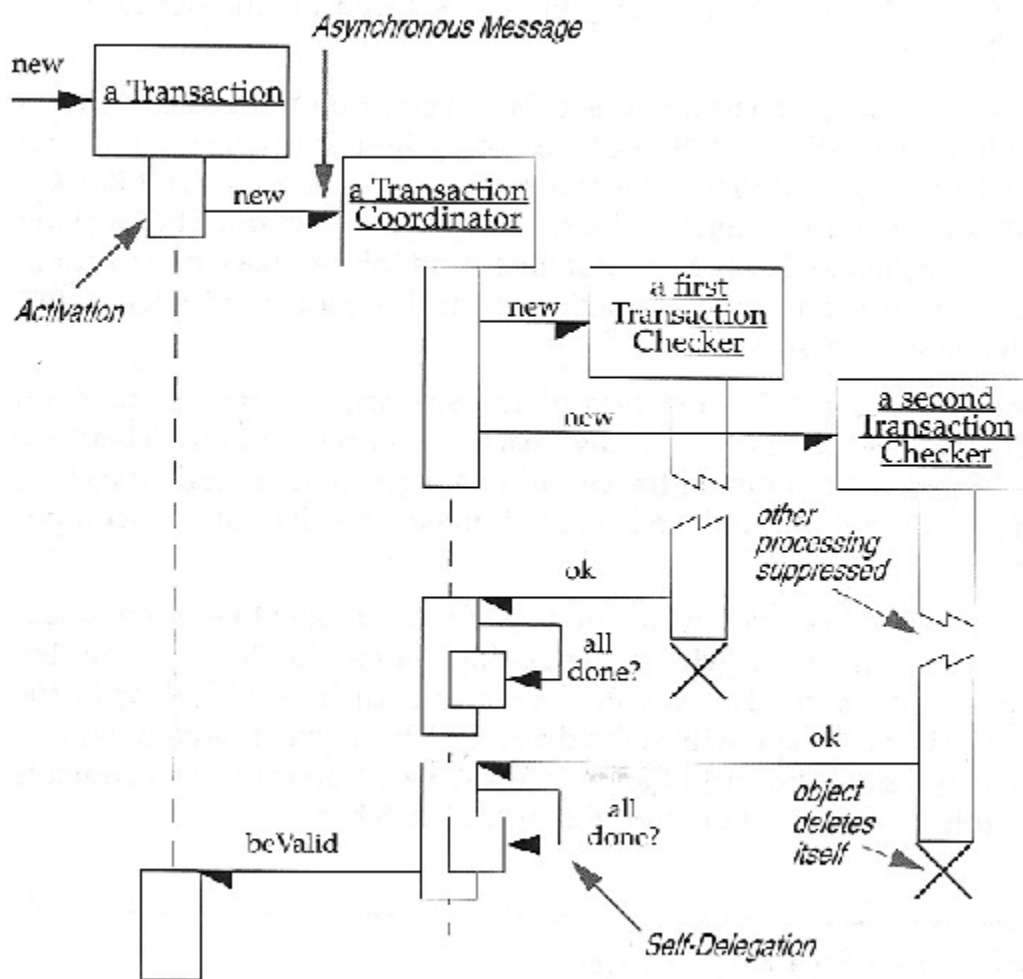 Asynchronous Message
new
a Transaction
new
a Transaction
Coordinator
Activation
new
a first
Transaction
Checker
new
a second
Transaction
Checker
other
processing
suppressed
ok
all
done?
ok
object
deletes
itself
all
done?
beValid
Self-Delegation